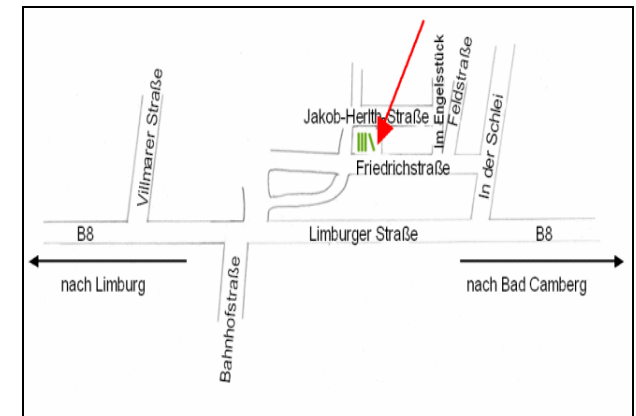 Villmarer Straße
Jakob-Herlth-Straße
Im Engelsstück
Feldstraße
In der Schlei
Friedrichstraße
B8
Limburger Straße
B8
nach Limburg
Bahnhofstraße
nach Bad Camberg